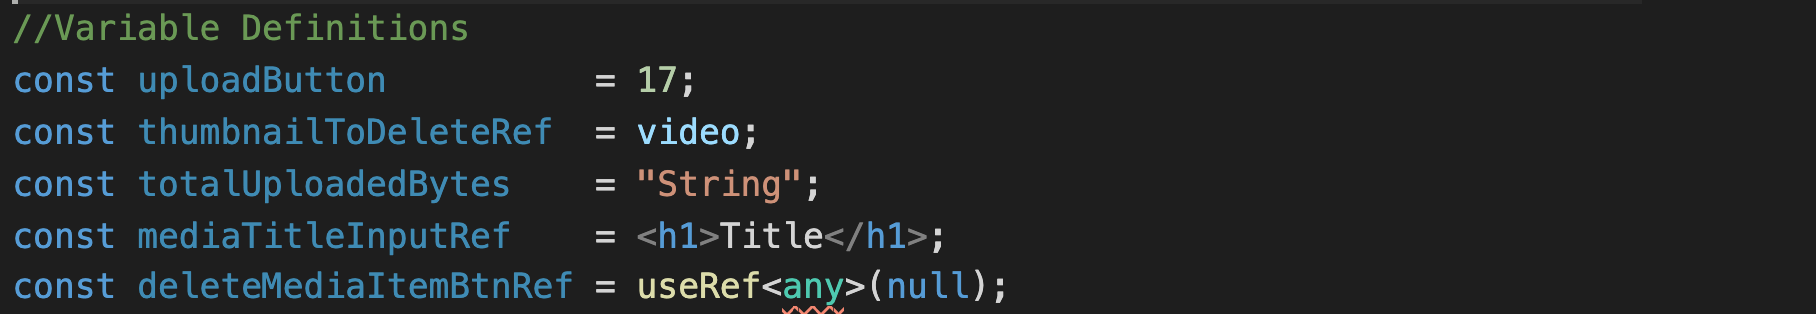 //Variable Definitions
const uploadButton          = 17;
const thumbnailToDeleteRef  = video;
const totalUploadedBytes    = "String";
const mediaTitleInputRef    = <h1>Title</h1>;
const deleteMediaItemBtnRef = useRef<any>(null);